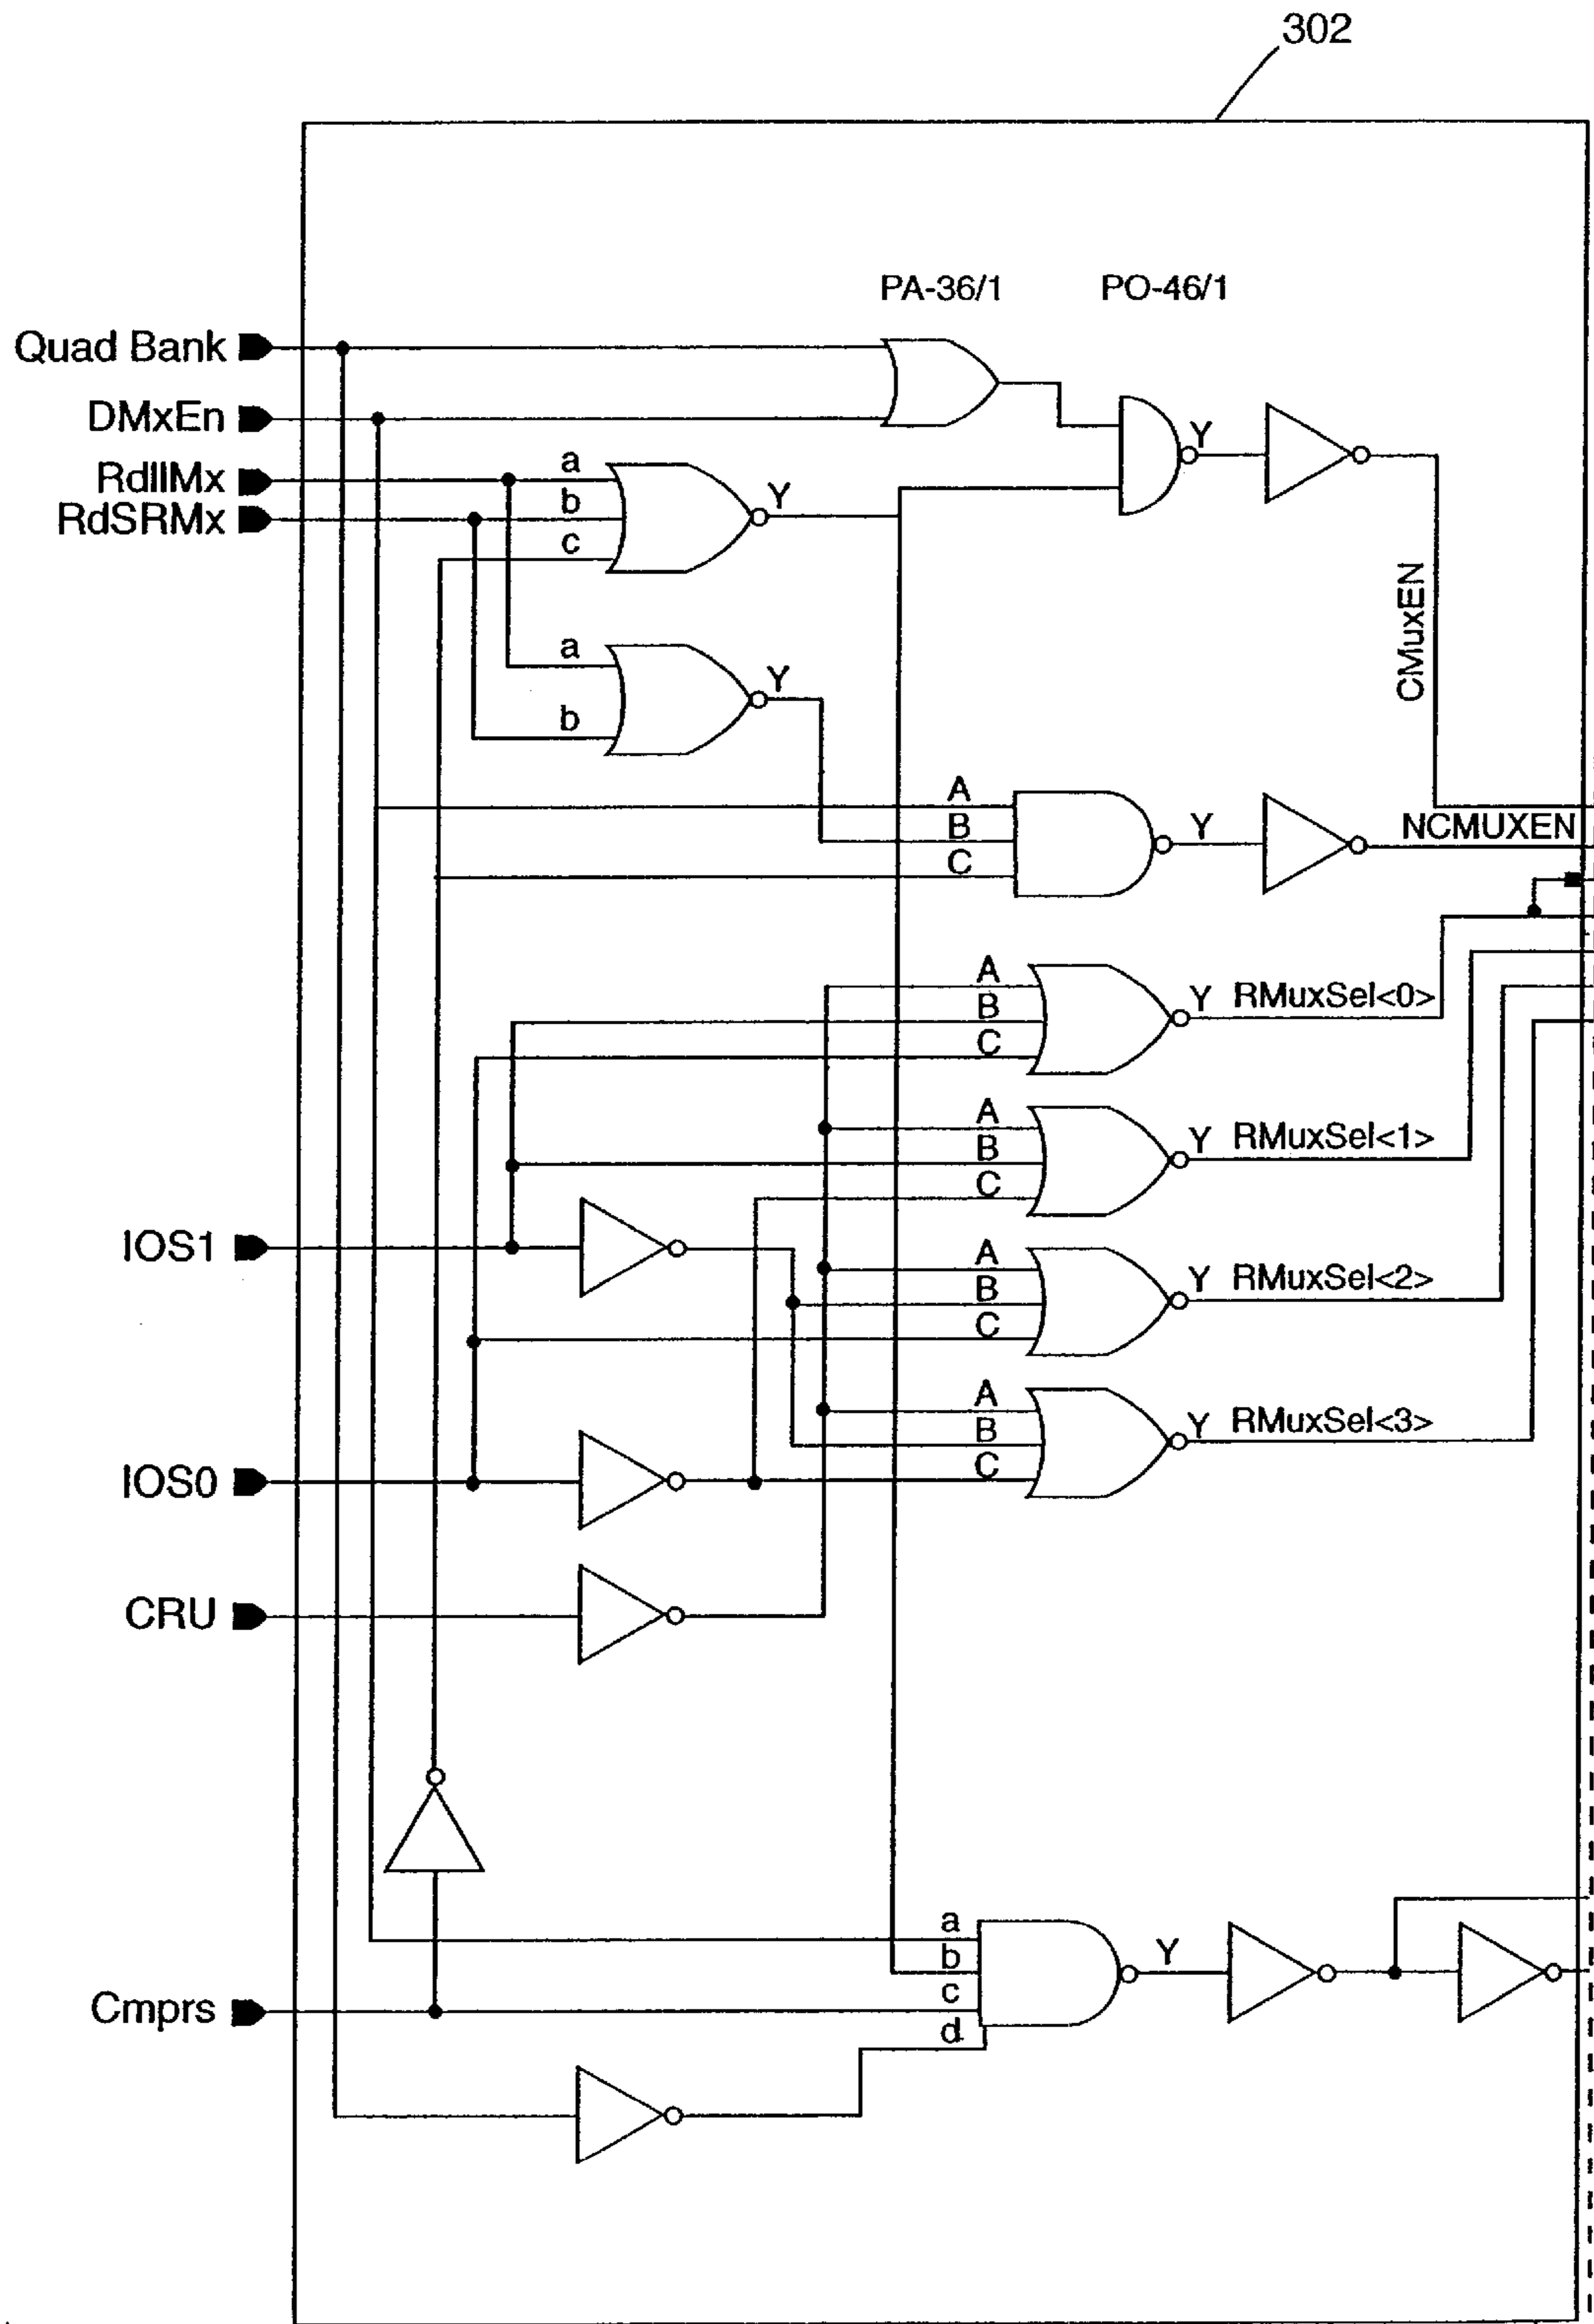 302
PA-36/1 PO-46/1
Quad Bank
DMxEn
RdIIMx
RdSRMx
a
b
c
Y
Y
CMuxEN
a
b
Y
A
B
C
Y
NCMUXEN
A
B
C
Y RMuxSel<0>
A
B
C
Y RMuxSel<1>
IOS1
A
B
C
Y RMuxSel<2>
A
B
C
Y RMuxSel<3>
IOS0
CRU
a
b
c
d
Y
Cmprs